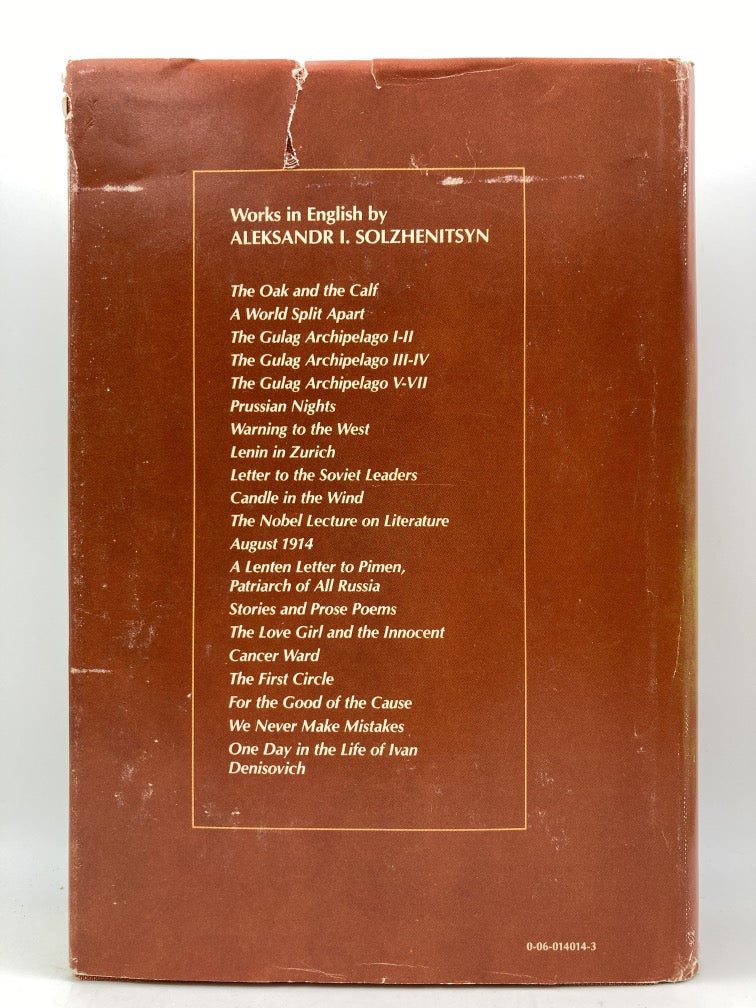 Works in English by
ALEKSANDR I. SOLZHENITSYN
The Oak and the Calf
A World Split Apart
The Gulag Archipelago I-II
The Gulag Archipelago III-IV
The Gulag Archipelago V-VII
Prussian Nights
Warning to the West
Lenin in Zurich
Letter to the Soviet Leaders
Candle in the Wind
The Nobel Lecture on Literature
August 1914
A Lenten Letter to Pimen,
Patriarch of All Russia
Stories and Prose Poems
The Love Girl and the Innocent
Cancer Ward
The First Circle
For the Good of the Cause
We Never Make Mistakes
One Day in the Life of Ivan
Denisovich
0-06-014014-3